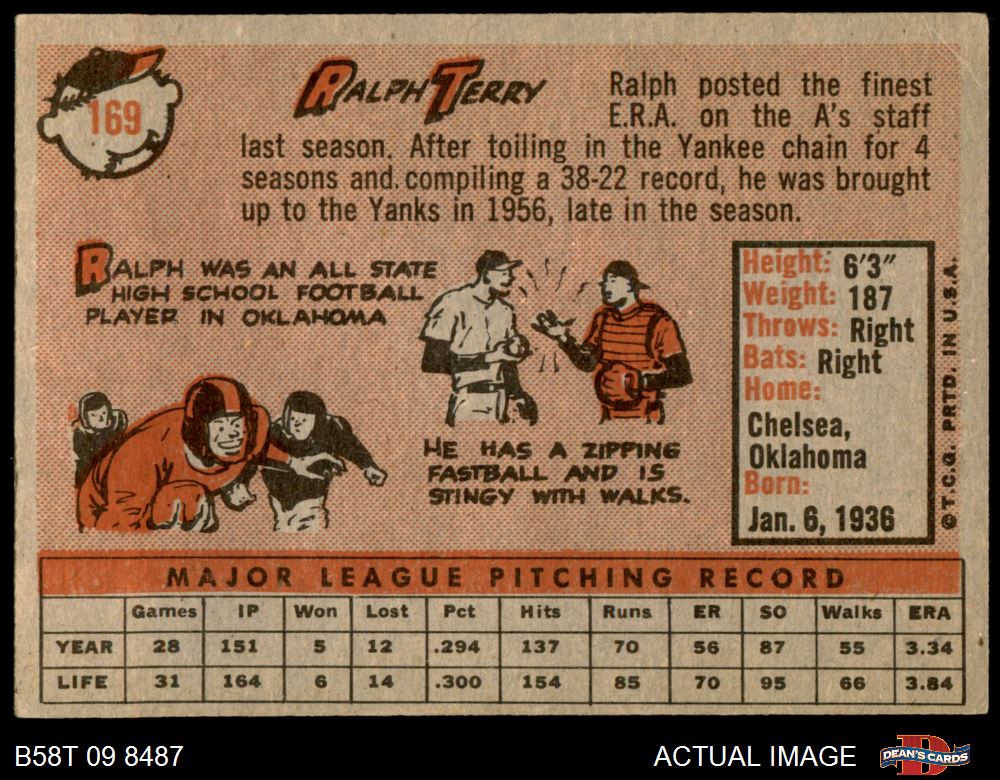 169
RALPH TERRY
Ralph posted the finest
E.R.A. on the A's staff
last season. After toiling in the Yankee chain for 4
seasons and compiling a 38-22 record, he was brought
up to the Yanks in 1956, late in the season.
RALPH WAS AN ALL STATE
HIGH SCHOOL FOOTBALL
PLAYER IN OKLAHOMA
HE HAS A ZIPPING
FASTBALL AND IS
STINGY WITH WALKS.
Height: 6'3"
Weight: 187
Throws: Right
Bats: Right
Home:
Chelsea,
Oklahoma
Born:
Jan. 6, 1936
© T.C.G. PRTD. IN U.S.A.
MAJOR LEAGUE PITCHING RECORD
Games IP Won Lost Pct Hits Runs ER SO Walks ERA
YEAR 28 151 5 12 .294 137 70 56 87 55 3.34
LIFE 31 164 6 14 .300 154 85 70 95 66 3.84
B58T 09 8487
ACTUAL IMAGE
D
DEAN'S CARDS